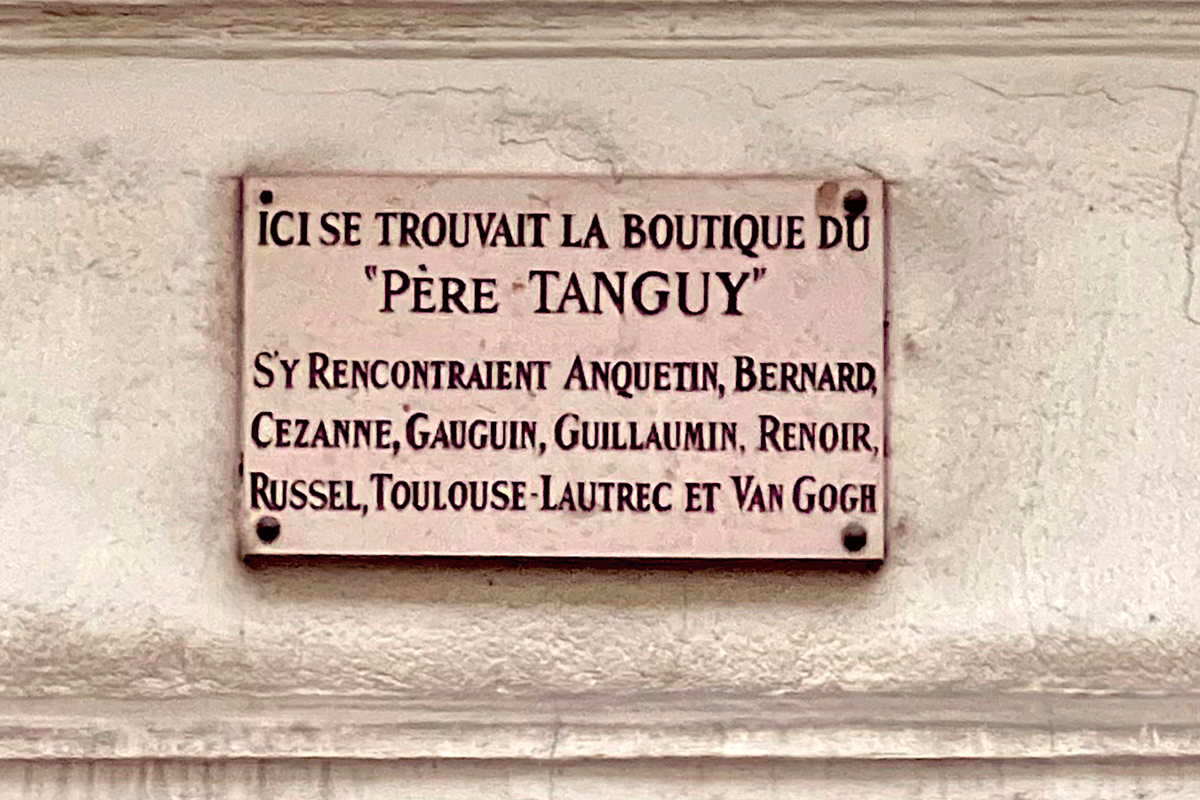 ICI SE TROUVAIT LA BOUTIQUE DU
"PÈRE TANGUY"
S'Y RENCONTRAIENT ANQUETIN, BERNARD,
CEZANNE, GAUGUIN, GUILLAUMIN, RENOIR,
RUSSEL, TOULOUSE-LAUTREC ET VAN GOGH